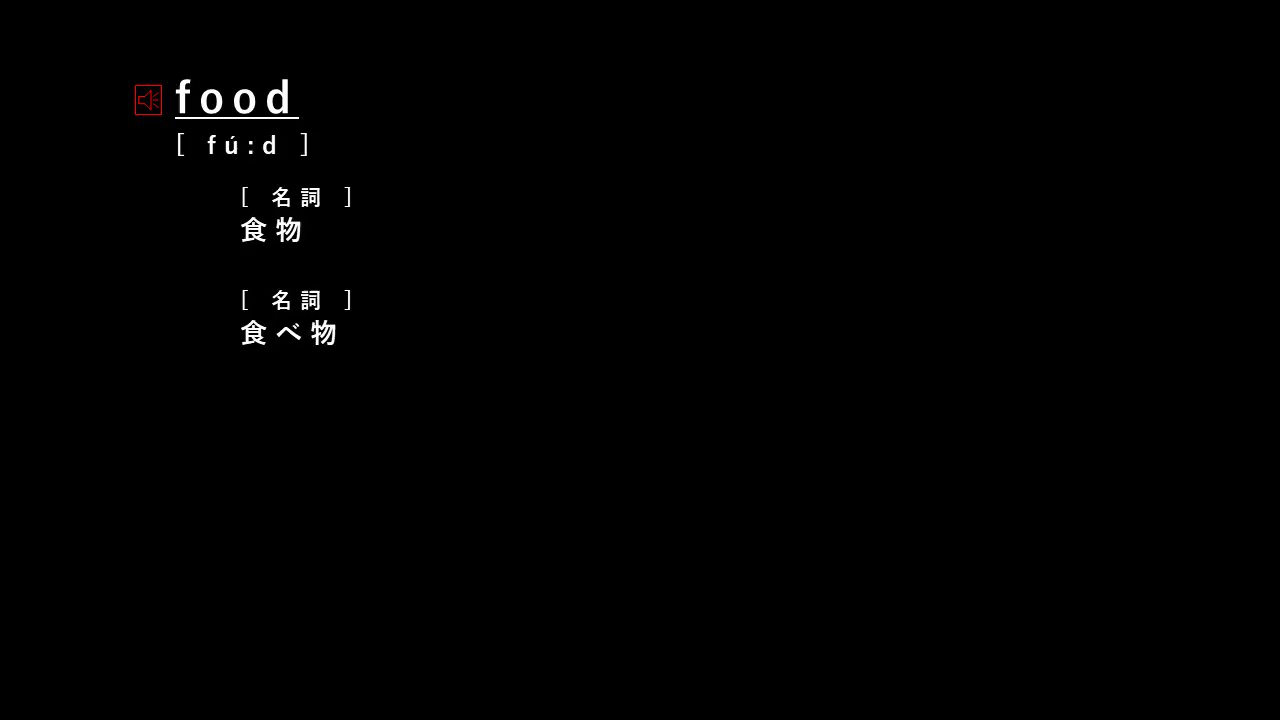 food
[ fú:d ]
[ 名詞 ]
食物
[ 名詞 ]
食べ物